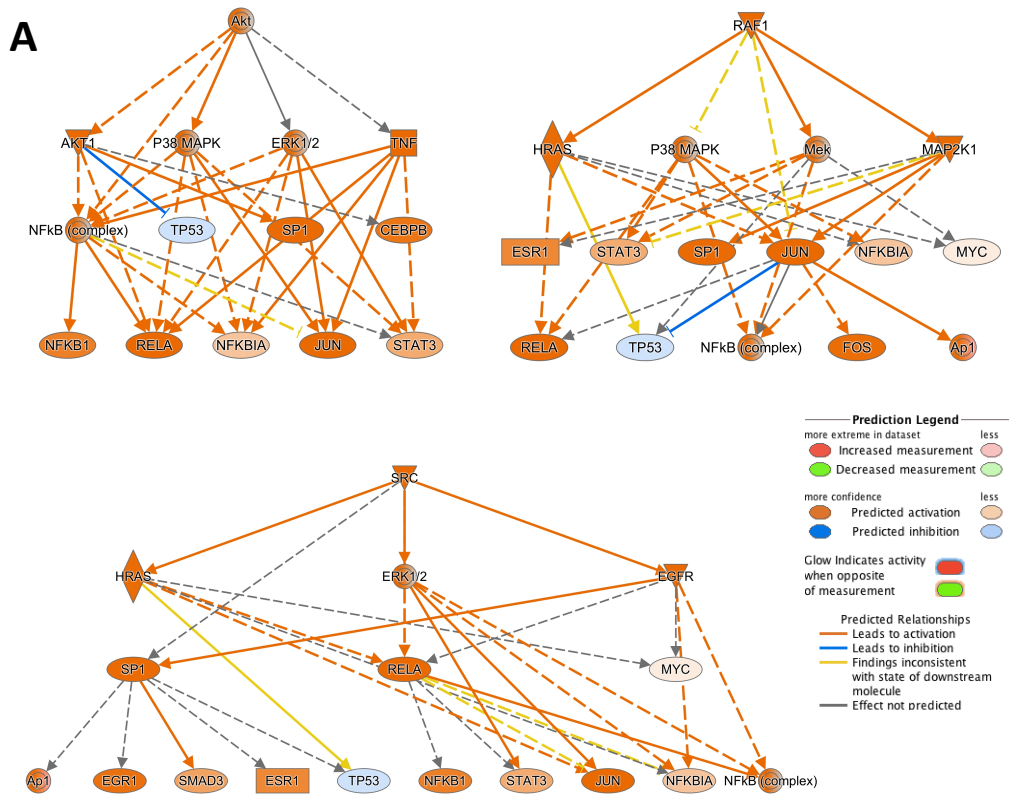 A
Akt
AKT1
P38 MAPK
ERK1/2
TNF
NFkB (complex)
TP53
SP1
CEBPB
NFKB1
RELA
NFKBIA
JUN
STAT3
RAF1
HRAS
P38 MAPK
Mek
MAP2K1
ESR1
STAT3
SP1
JUN
NFKBIA
MYC
RELA
TP53
NFkB (complex)
FOS
Ap1
SRC
HRAS
ERK1/2
EGFR
SP1
RELA
MYC
Ap1
EGR1
SMAD3
ESR1
TP53
NFKB1
STAT3
JUN
NFKBIA
NFkB (complex)
Prediction Legend
more extreme in dataset less
Increased measurement
Decreased measurement
more confidence less
Predicted activation
Predicted inhibition
Glow Indicates activity
when opposite
of measurement
Predicted Relationships
Leads to activation
Leads to inhibition
Findings inconsistent
with state of downstream
molecule
Effect not predicted